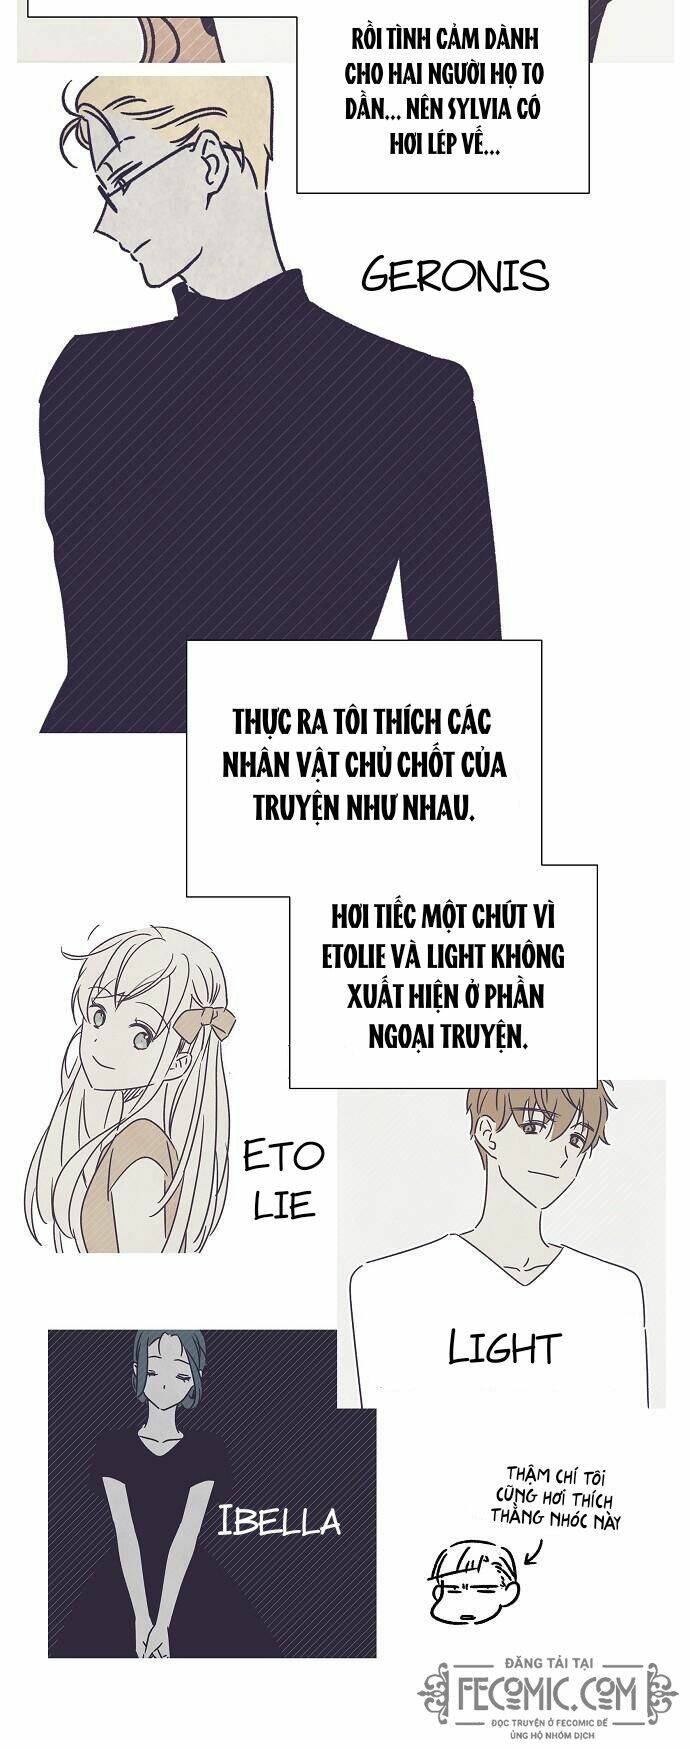 RỒI TÌNH CẢM DÀNH
CHO HAI NGƯỜI HỌ TO
DẦN... NÊN SYLVIA CÓ
HƠI LÉP VẾ...
GERONIS
THỰC RA TÔI THÍCH CÁC
NHÂN VẬT CHỦ CHỐT CỦA
TRUYỆN NHƯ NHAU.
HƠI TIẾC MỘT CHÚT VÌ
ETOLIE VÀ LIGHT KHÔNG
XUẤT HIỆN Ở PHẦN
NGOẠI TRUYỆN.
ETO
LIE
LIGHT
IBELLA
THẬM CHÍ TÔI
CŨNG HƠI THÍCH
THẰNG NHÓC NÀY
ĐĂNG TẢI TẠI
FECOMIC.COM
ĐỌC TRUYỆN Ở FECOMIC ĐỂ
ỦNG HỘ NHÓM DỊCH